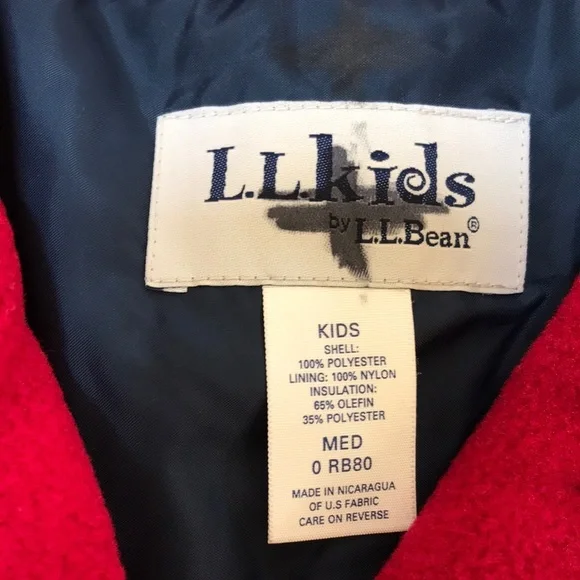 L.L.kids
by L.L.Bean®
KIDS
SHELL:
100% POLYESTER
LINING: 100% NYLON
INSULATION:
65% OLEFIN
35% POLYESTER
MED
0 RB80
MADE IN NICARAGUA
OF U.S FABRIC
CARE ON REVERSE